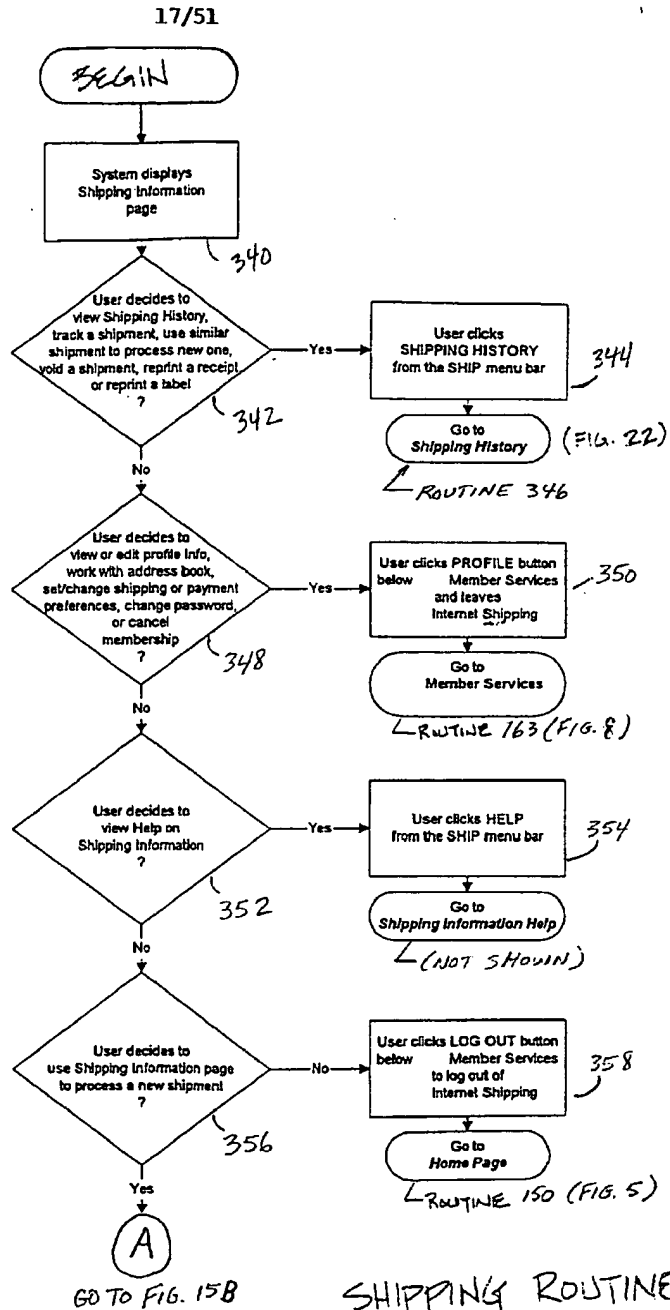 17/51
BEGIN
System displays
Shipping Information
page
340
User decides to
view Shipping History,
track a shipment, use similar
shipment to process new one,
void a shipment, reprint a receipt
or reprint a label
?
342
Yes
User clicks
SHIPPING HISTORY
from the SHIP menu bar
344
Go to
Shipping History
(FIG. 22)
ROUTINE 346
No
User decides to
view or edit profile info,
work with address book,
set/change shipping or payment
preferences, change password,
or cancel
membership
?
348
Yes
User clicks PROFILE button
below Member Services
and leaves
Internet Shipping
350
Go to
Member Services
ROUTINE 163 (FIG. 8)
No
User decides to
view Help on
Shipping Information
?
352
Yes
User clicks HELP
from the SHIP menu bar
354
Go to
Shipping Information Help
(NOT SHOWN)
No
User decides to
use Shipping Information page
to process a new shipment
?
356
No
User clicks LOG OUT button
below Member Services
to log out of
Internet Shipping
358
Go to
Home Page
ROUTINE 150 (FIG. 5)
Yes
A
GO TO FIG. 15B
SHIPPING ROUTINE